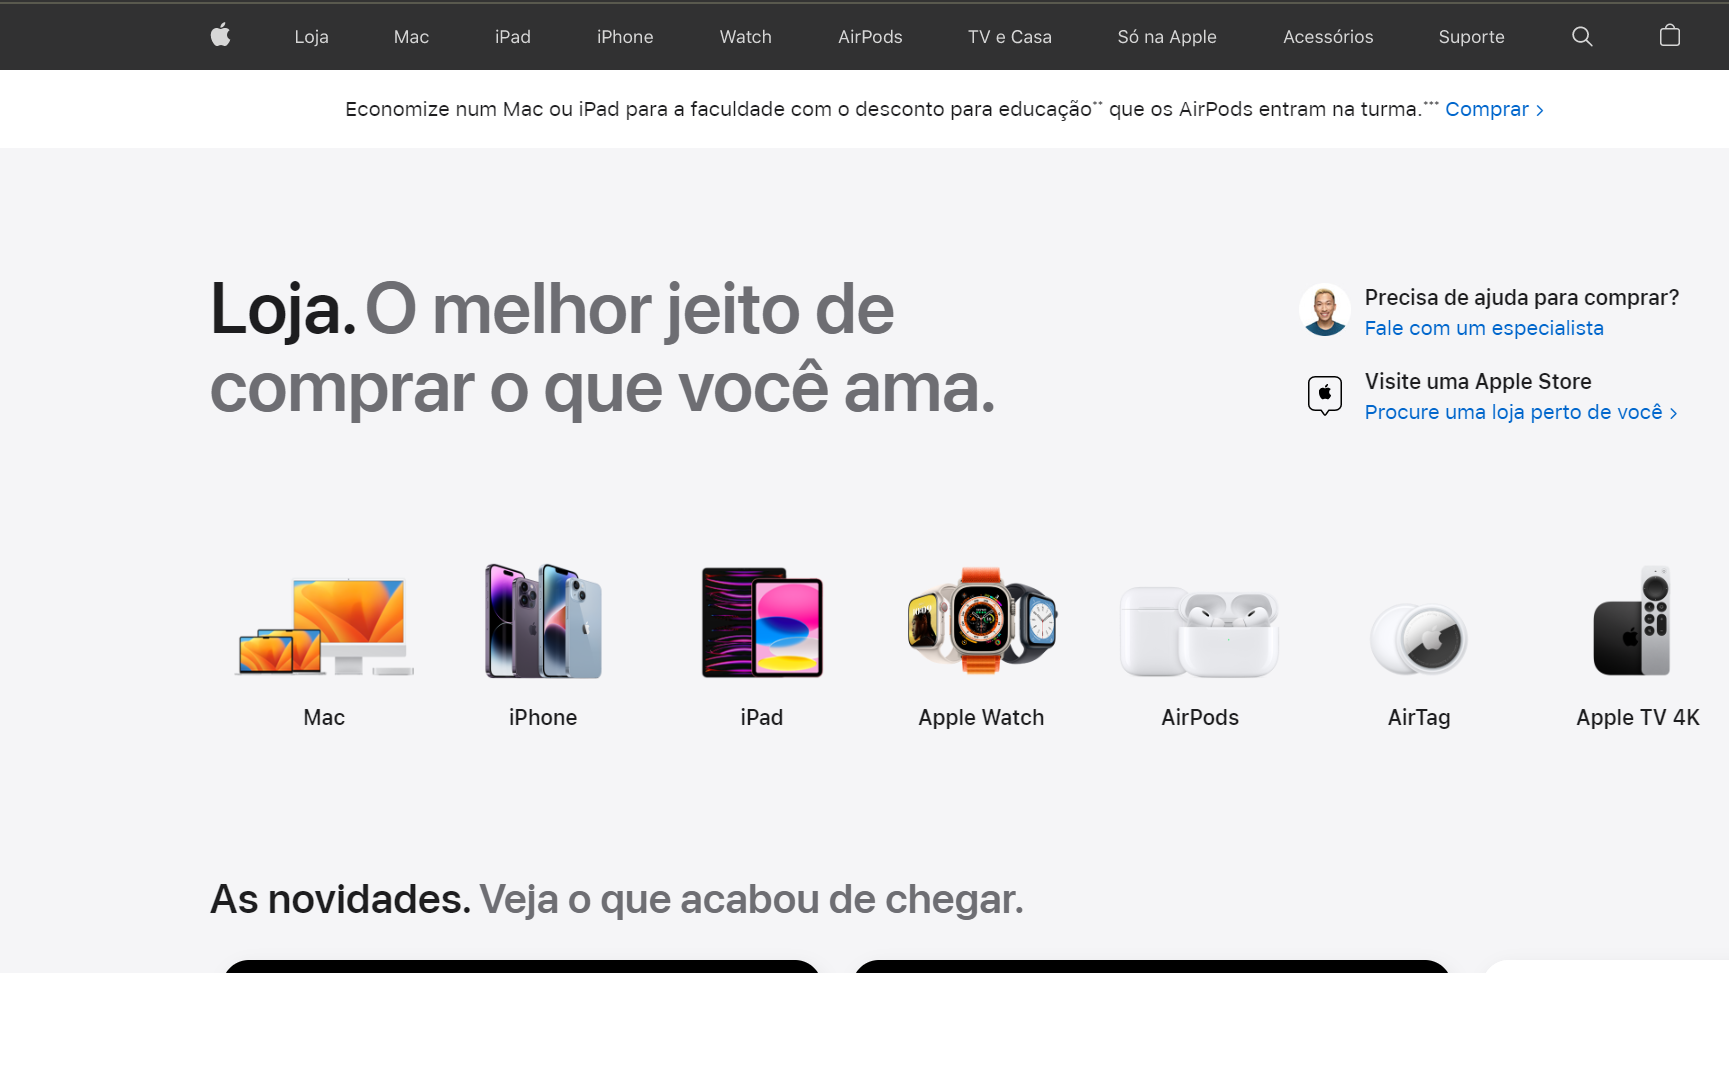 Loja Mac iPad iPhone Watch AirPods TV e Casa Só na Apple Acessórios Suporte
Economize num Mac ou iPad para a faculdade com o desconto para educação** que os AirPods entram na turma.*** Comprar >
Loja. O melhor jeito de
comprar o que você ama.
Precisa de ajuda para comprar?
Fale com um especialista
Visite uma Apple Store
Procure uma loja perto de você >
Mac iPhone iPad Apple Watch AirPods AirTag Apple TV 4K
As novidades. Veja o que acabou de chegar.